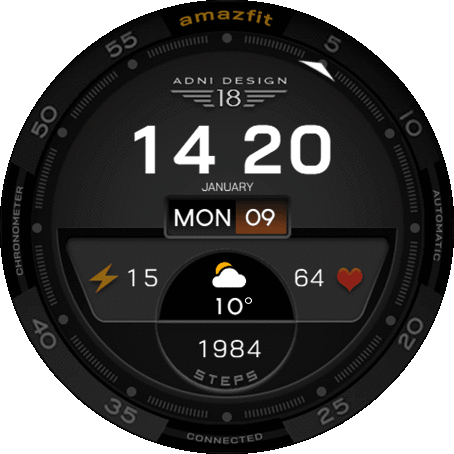 amazfit
55
5
ADNI DESIGN
18
50
10
14 20
JANUARY
MON 09
CHRONOMETER
AUTOMATIC
15
64
10°
40
20
1984
STEPS
35
25
CONNECTED